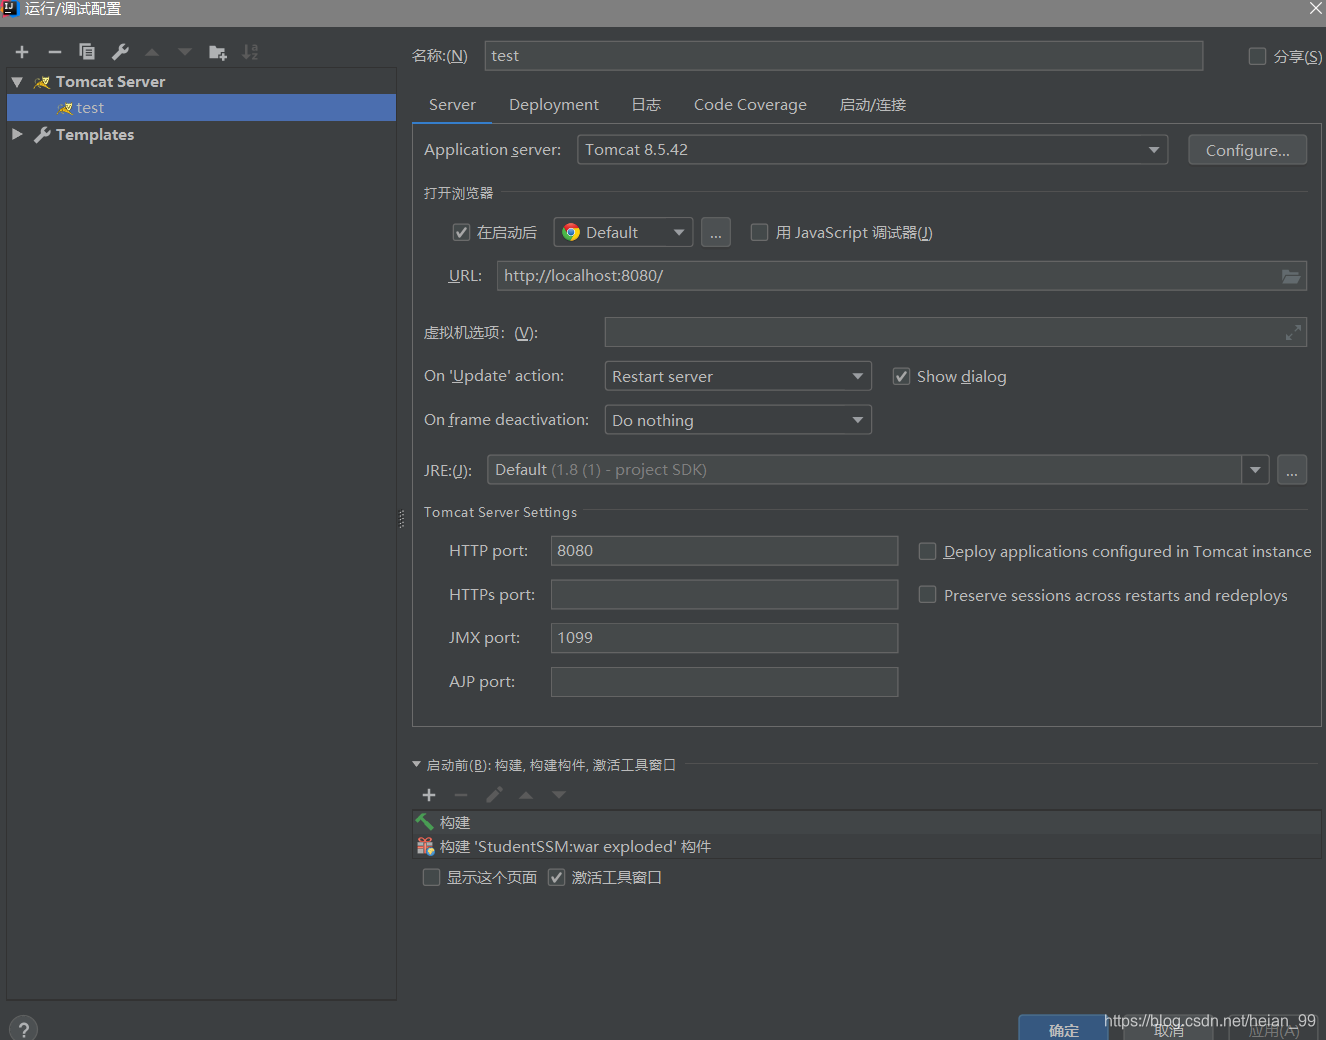 运行/调试配置
名称:(N) test 分享(S)
Tomcat Server
test
Templates
Server Deployment 日志 Code Coverage 启动/连接
Application server: Tomcat 8.5.42 Configure...
打开浏览器
在启动后 Default ... 用 JavaScript 调试器(J)
URL: http://localhost:8080/
虚拟机选项：(V):
On 'Update' action: Restart server Show dialog
On frame deactivation: Do nothing
JRE:(J): Default (1.8 (1) - project SDK) ...
Tomcat Server Settings
HTTP port: 8080 Deploy applications configured in Tomcat instance
HTTPs port: Preserve sessions across restarts and redeploys
JMX port: 1099
AJP port:
启动前(B): 构建, 构建构件, 激活工具窗口
构建
构建 'StudentSSM:war exploded' 构件
显示这个页面 激活工具窗口
? 确定 取消 应用(A)
https://blog.csdn.net/heian_99